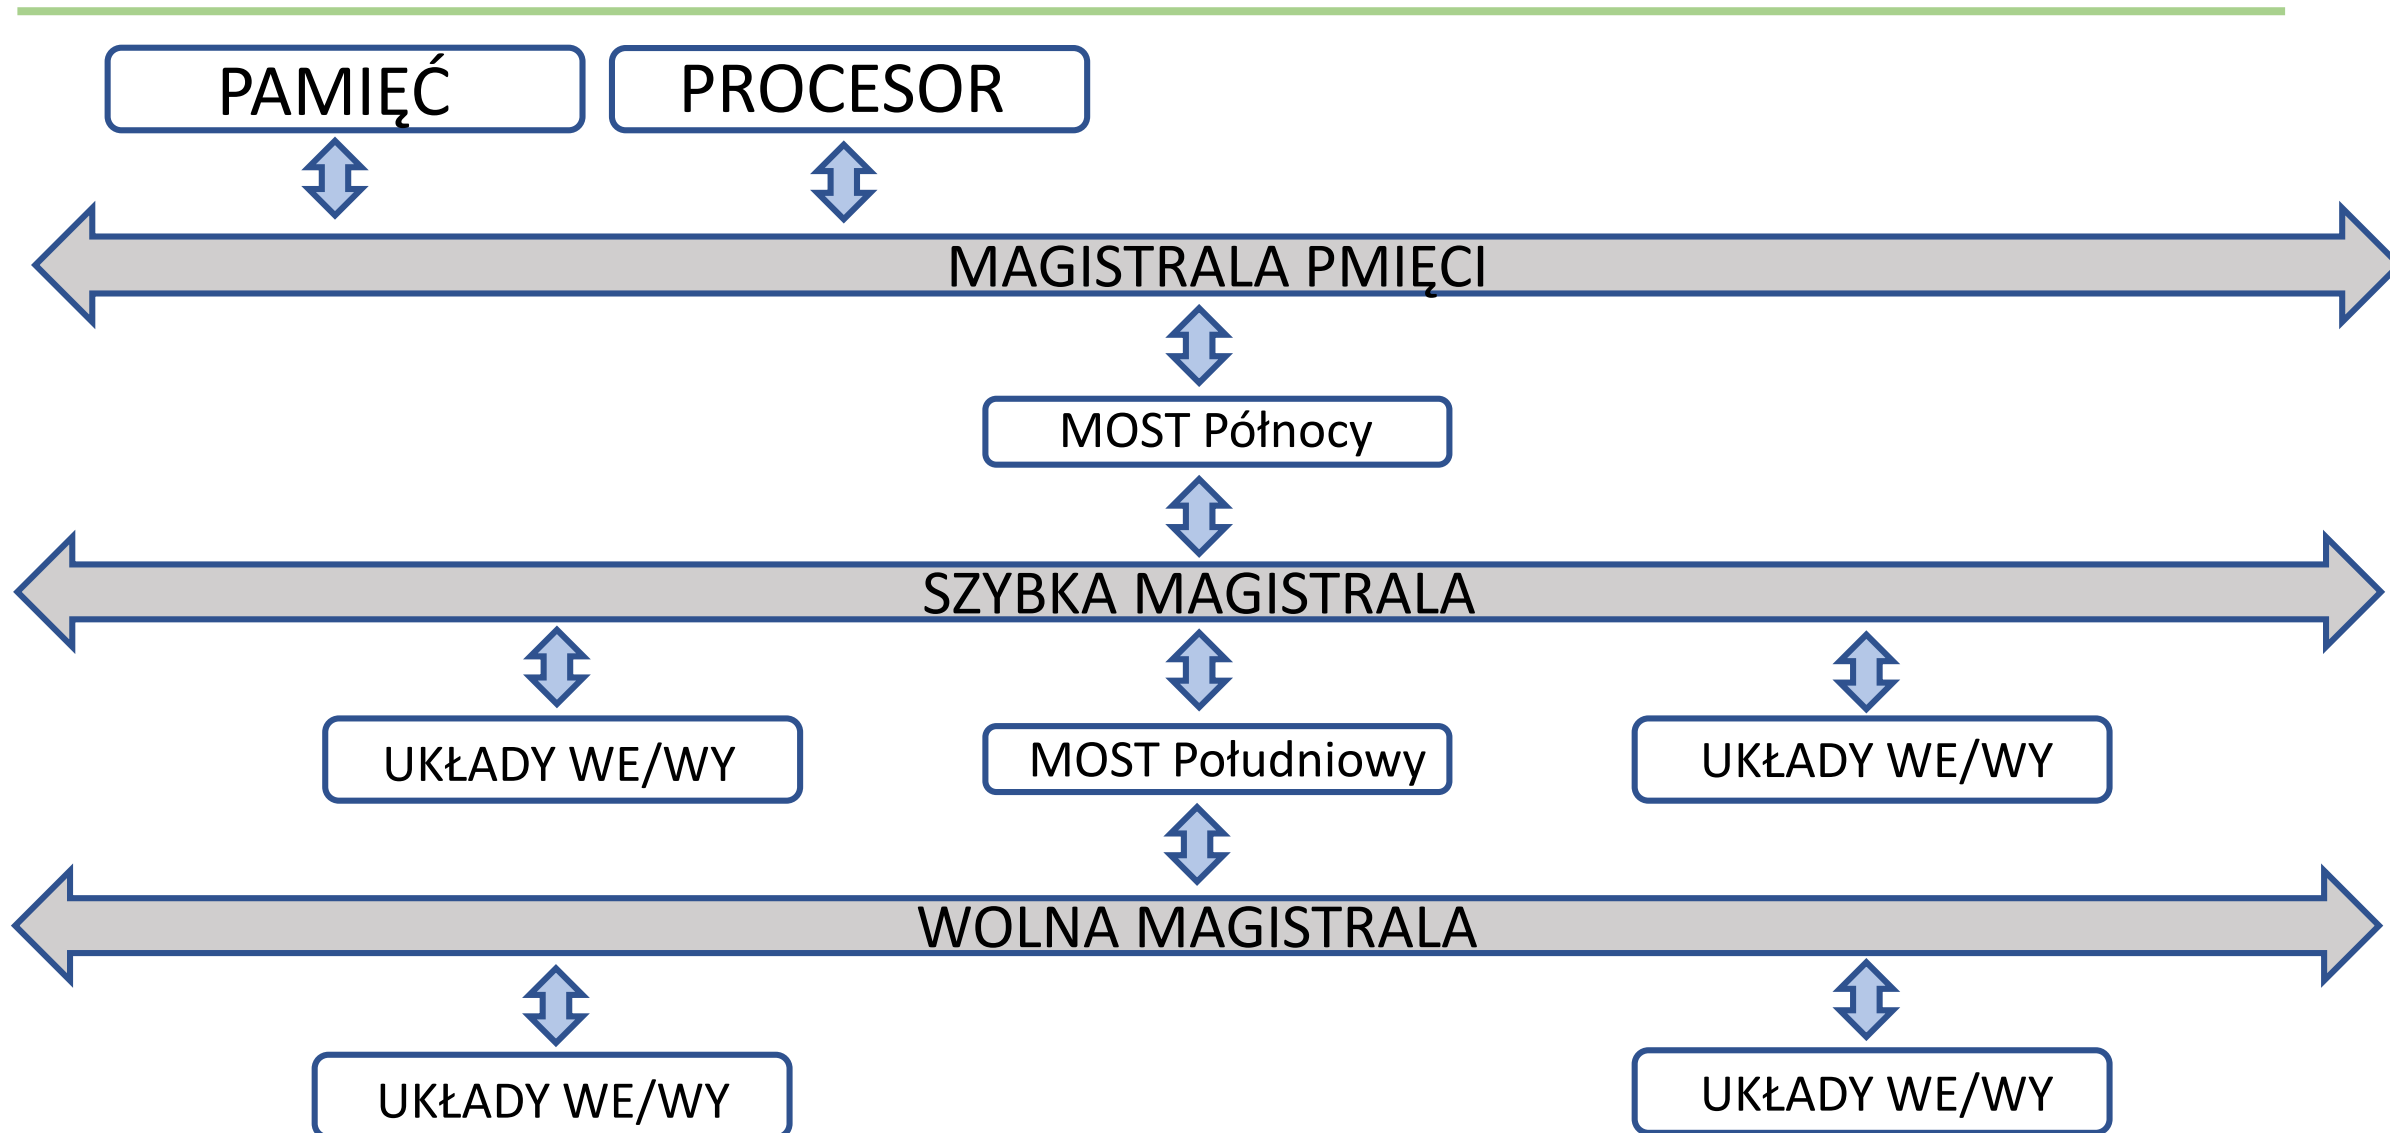 PAMIĘĆ
PROCESOR
MAGISTRALA PMIĘCI
MOST Północy
SZYBKA MAGISTRALA
UKŁADY WE/WY
MOST Południowy
UKŁADY WE/WY
WOLNA MAGISTRALA
UKŁADY WE/WY
UKŁADY WE/WY